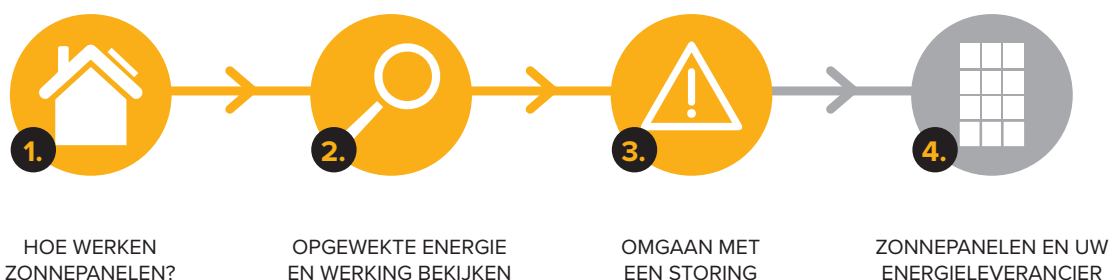 1.
2.
3.
4.
HOE WERKEN
ZONNEPANELEN?
OPGEWEKTE ENERGIE
EN WERKING BEKIJKEN
OMGAAN MET
EEN STORING
ZONNEPANELEN EN UW
ENERGIELEVERANCIER